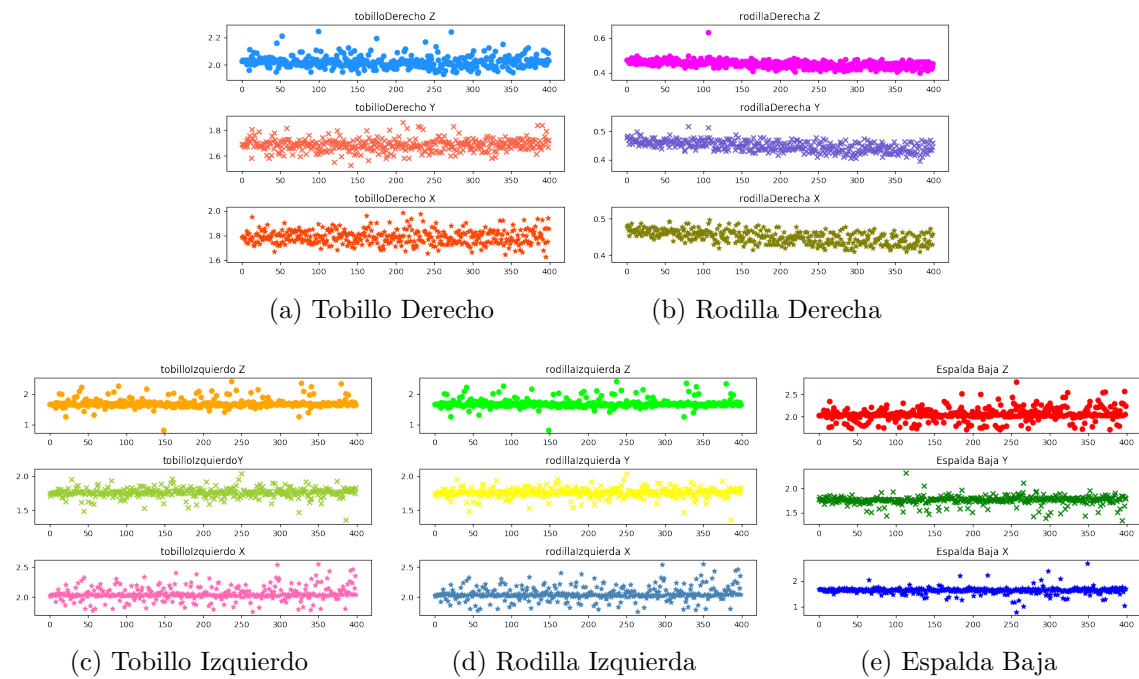 tobilloDerecho Z
2.2
2.0
0 50 100 150 200 250 300 350 400
tobilloDerecho Y
1.8
1.6
0 50 100 150 200 250 300 350 400
tobilloDerecho X
2.0
1.8
1.6
0 50 100 150 200 250 300 350 400
(a) Tobillo Derecho
rodillaDerecha Z
0.6
0.4
0 50 100 150 200 250 300 350 400
rodillaDerecha Y
0.5
0.4
0 50 100 150 200 250 300 350 400
rodillaDerecha X
0.5
0.4
0 50 100 150 200 250 300 350 400
(b) Rodilla Derecha
tobilloIzquierdo Z
2
1
0 50 100 150 200 250 300 350 400
tobilloIzquierdoY
2.0
1.5
0 50 100 150 200 250 300 350 400
tobilloIzquierdo X
2.5
2.0
0 50 100 150 200 250 300 350 400
(c) Tobillo Izquierdo
rodillaIzquierda Z
2
1
0 50 100 150 200 250 300 350 400
rodillaIzquierda Y
2.0
1.5
0 50 100 150 200 250 300 350 400
rodillaIzquierda X
2.5
2.0
0 50 100 150 200 250 300 350 400
(d) Rodilla Izquierda
Espalda Baja Z
2.5
2.0
0 50 100 150 200 250 300 350 400
Espalda Baja Y
2.0
1.5
0 50 100 150 200 250 300 350 400
Espalda Baja X
2
1
0 50 100 150 200 250 300 350 400
(e) Espalda Baja